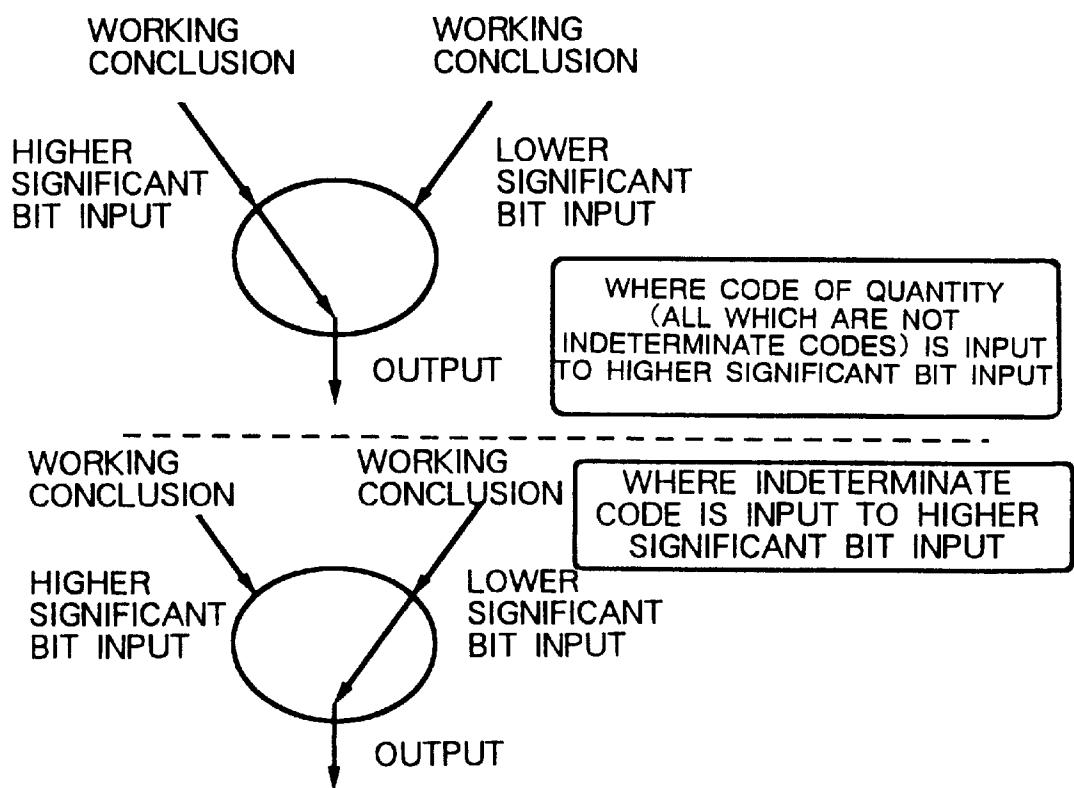 WORKING
CONCLUSION
WORKING
CONCLUSION
HIGHER
SIGNIFICANT
BIT INPUT
LOWER
SIGNIFICANT
BIT INPUT
WHERE CODE OF QUANTITY
(ALL WHICH ARE NOT
INDETERMINATE CODES) IS INPUT
TO HIGHER SIGNIFICANT BIT INPUT
OUTPUT
WORKING
CONCLUSION
WORKING
CONCLUSION
WHERE INDETERMINATE
CODE IS INPUT TO HIGHER
SIGNIFICANT BIT INPUT
HIGHER
SIGNIFICANT
BIT INPUT
LOWER
SIGNIFICANT
BIT INPUT
OUTPUT